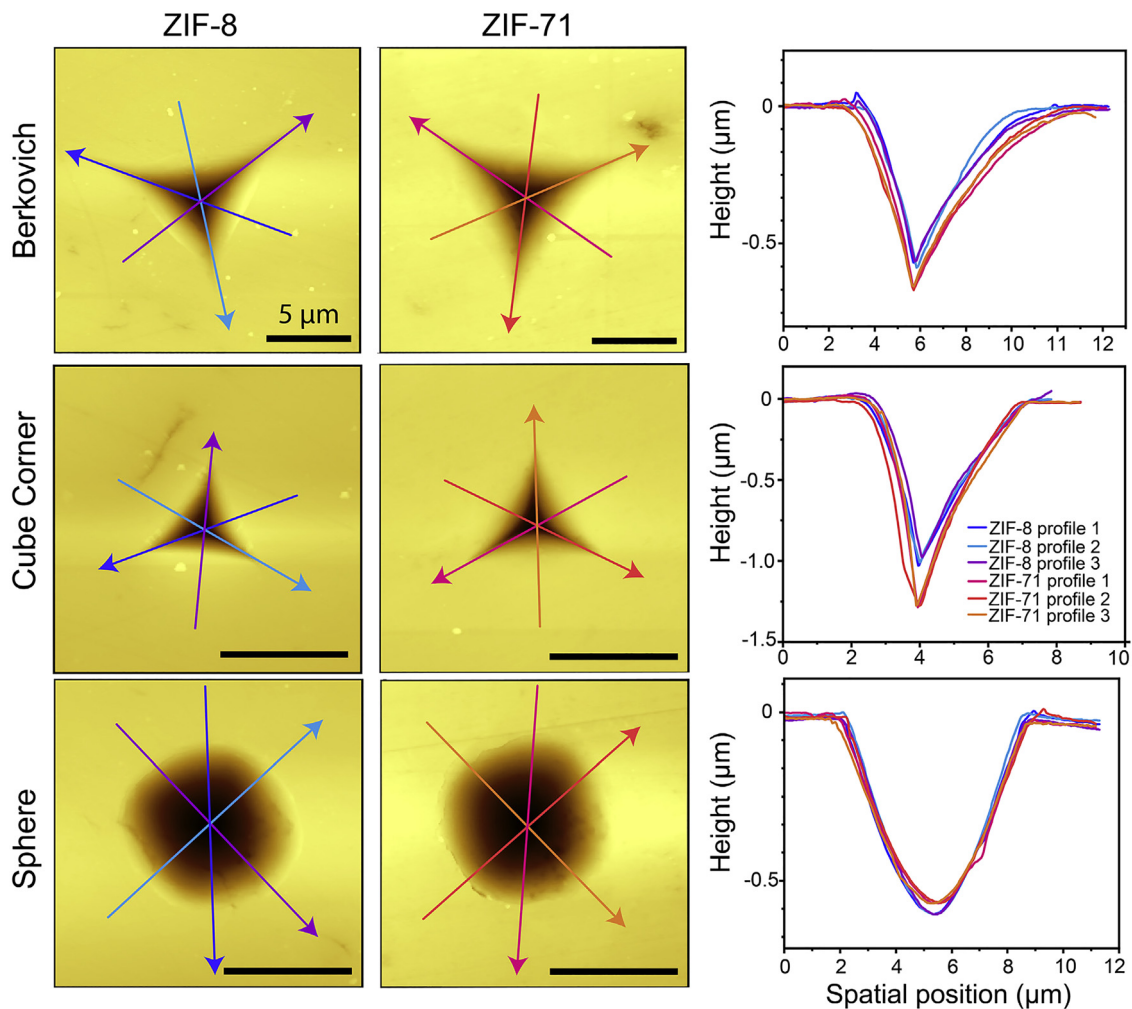 ZIF-8
ZIF-71
Berkovich
5 µm
Height (µm)
0
-0.5
0 2 4 6 8 10 12
Cube Corner
Height (µm)
0
-0.5
-1.0
-1.5
ZIF-8 profile 1
ZIF-8 profile 2
ZIF-8 profile 3
ZIF-71 profile 1
ZIF-71 profile 2
ZIF-71 profile 3
0 2 4 6 8 10
Sphere
Height (µm)
0
-0.5
0 2 4 6 8 10 12
Spatial position (µm)